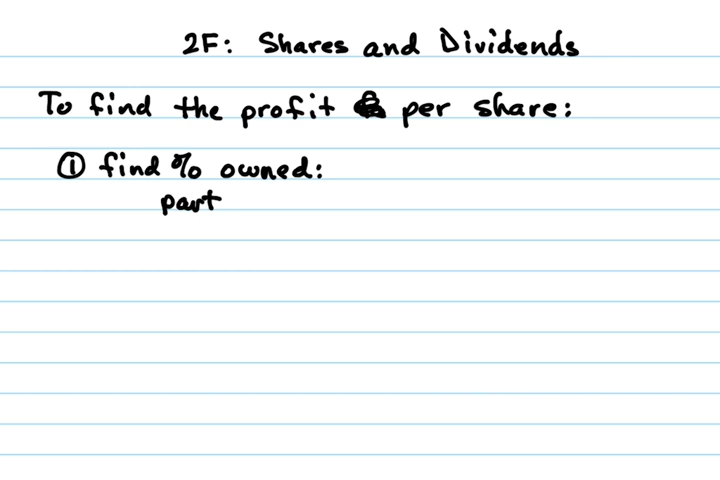 2F: Shares and Dividends
To find the profit per share:
① find % owned:
part